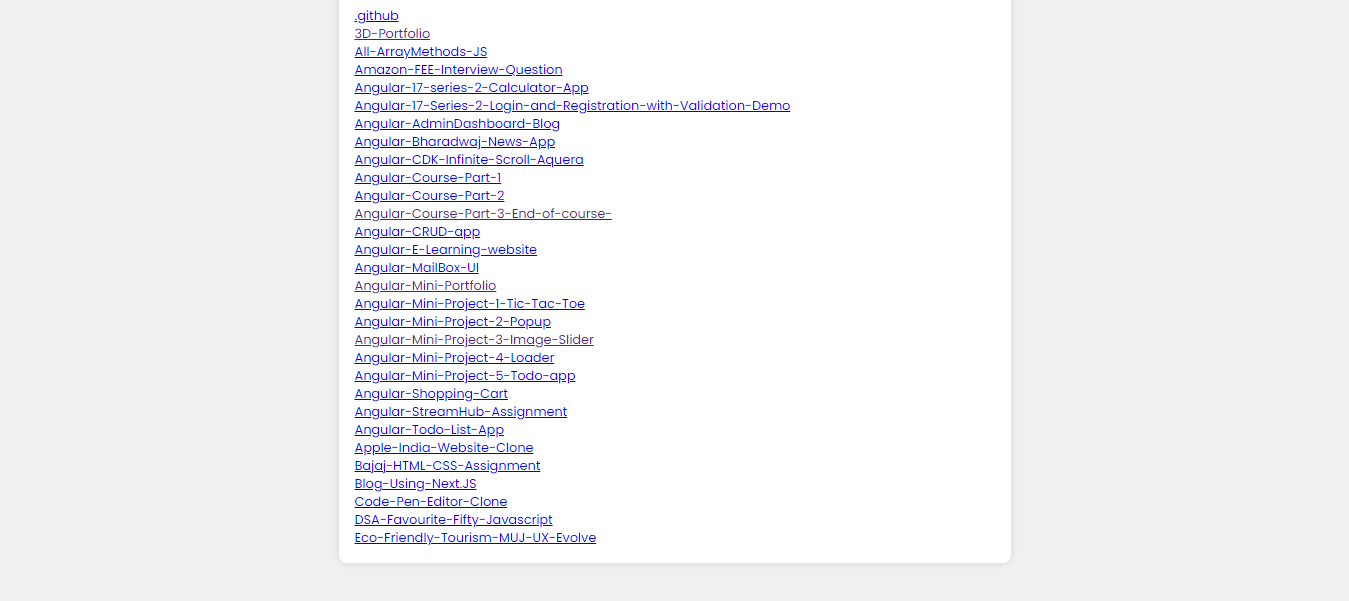 .github
3D-Portfolio
All-ArrayMethods-JS
Amazon-FEE-Interview-Question
Angular-17-series-2-Calculator-App
Angular-17-Series-2-Login-and-Registration-with-Validation-Demo
Angular-AdminDashboard-Blog
Angular-Bharadwaj-News-App
Angular-CDK-Infinite-Scroll-Aquera
Angular-Course-Part-1
Angular-Course-Part-2
Angular-Course-Part-3-End-of-course-
Angular-CRUD-app
Angular-E-Learning-website
Angular-MailBox-UI
Angular-Mini-Portfolio
Angular-Mini-Project-1-Tic-Tac-Toe
Angular-Mini-Project-2-Popup
Angular-Mini-Project-3-Image-Slider
Angular-Mini-Project-4-Loader
Angular-Mini-Project-5-Todo-app
Angular-Shopping-Cart
Angular-StreamHub-Assignment
Angular-Todo-List-App
Apple-India-Website-Clone
Bajaj-HTML-CSS-Assignment
Blog-Using-Next.JS
Code-Pen-Editor-Clone
DSA-Favourite-Fifty-Javascript
Eco-Friendly-Tourism-MUJ-UX-Evolve